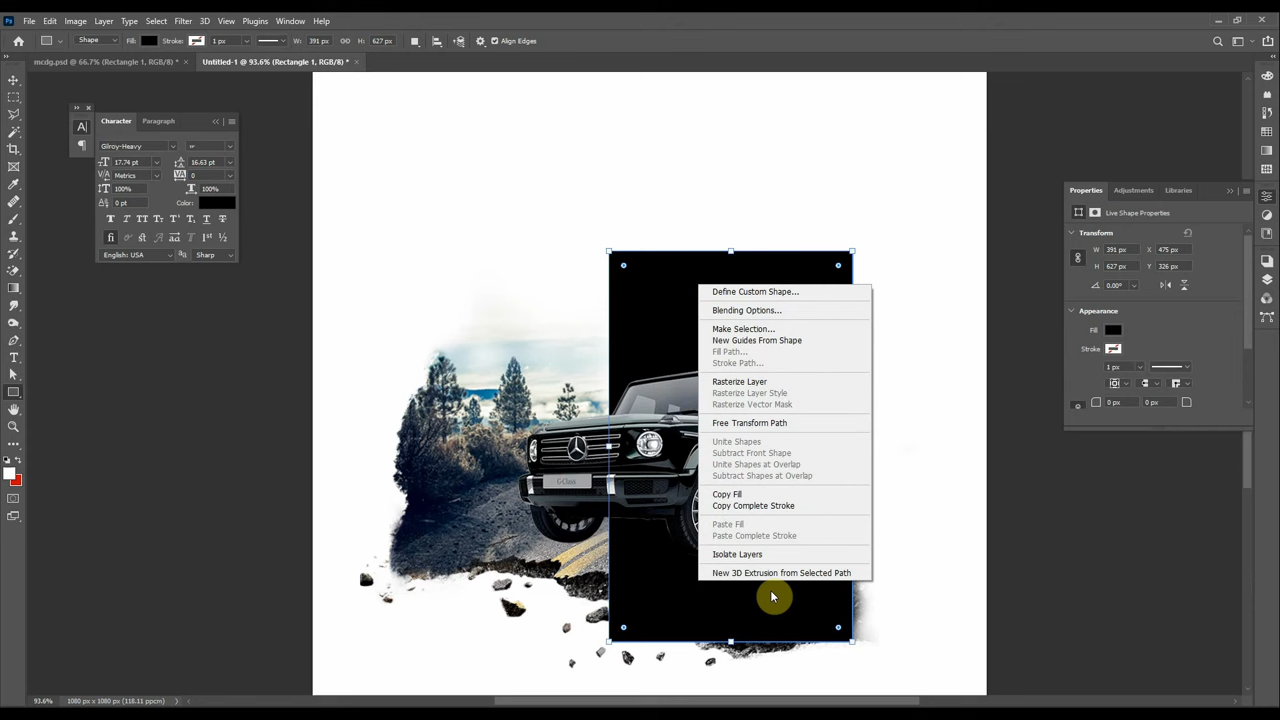 Ps File Edit Image Layer Type Select Filter 3D View Plugins Window Help
Shape Fill: Stroke: 1 px W: 391 px H: 627 px Align Edges
mcdg.psd @ 66.7% (Rectangle 1, RGB/8) * × Untitled-1 @ 93.6% (Rectangle 1, RGB/8) * ×
Character Paragraph
Gilroy-Heavy
17.74 pt 16.63 pt
Metrics 0
100% 100%
0 pt Color:
English: USA Sharp
Properties Adjustments Libraries
Live Shape Properties
Transform
W 391 px X 475 px
H 627 px Y 326 px
0.00°
Appearance
Fill
Stroke
1 px
0 px 0 px
Define Custom Shape...
Blending Options...
Make Selection...
New Guides From Shape
Fill Path...
Stroke Path...
Rasterize Layer
Rasterize Layer Style
Rasterize Vector Mask
Free Transform Path
Unite Shapes
Subtract Front Shape
Unite Shapes at Overlap
Subtract Shapes at Overlap
Copy Fill
Copy Complete Stroke
Paste Fill
Paste Complete Stroke
Isolate Layers
New 3D Extrusion from Selected Path
G-Class
93.6% 1080 px x 1080 px (118.11 ppcm)